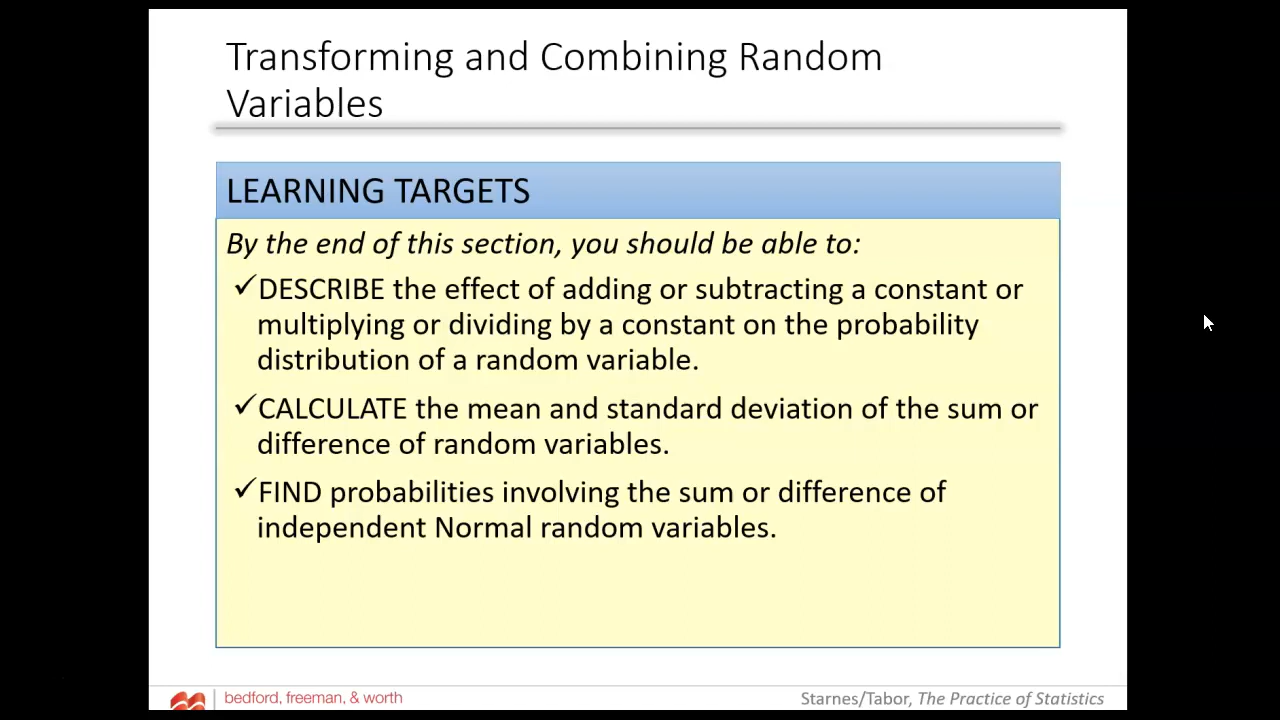 Transforming and Combining Random
Variables
LEARNING TARGETS
By the end of this section, you should be able to:
✓DESCRIBE the effect of adding or subtracting a constant or
multiplying or dividing by a constant on the probability
distribution of a random variable.
✓CALCULATE the mean and standard deviation of the sum or
difference of random variables.
✓FIND probabilities involving the sum or difference of
independent Normal random variables.
bedford, freeman, & worth
Starnes/Tabor, The Practice of Statistics